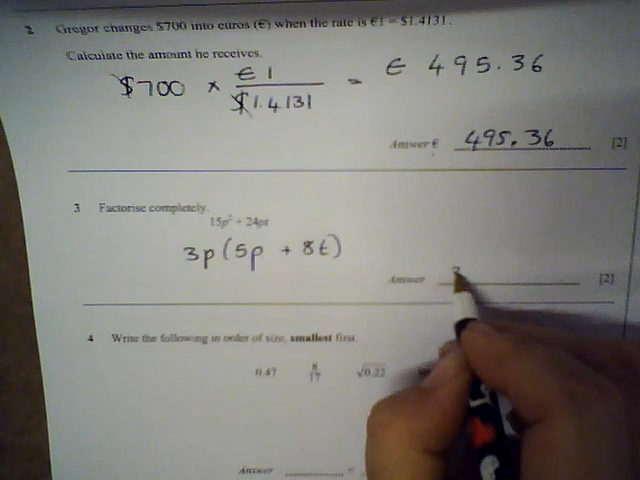 2 Gregor changes $700 into euros (€) when the rate is €1 = $1.4131.
Calculate the amount he receives.
$700 × €1 / $1.4131 = € 495.36
Answer € 495.36 [2]
3 Factorise completely.
15p² + 24pt
3p(5p + 8t)
Answer [2]
4 Write the following in order of size, smallest first.
0.47 8/17 √0.22
Answer <